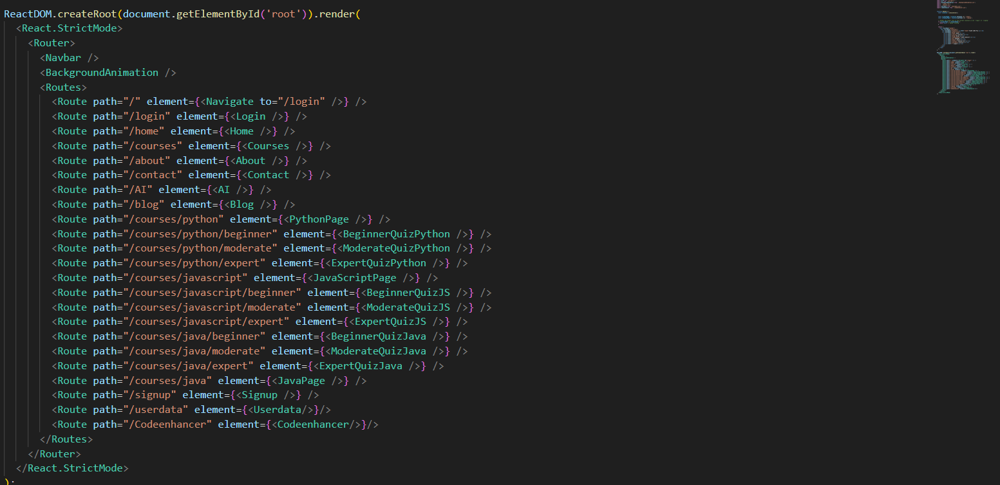 ReactDOM.createRoot(document.getElementById('root')).render(
<React.StrictMode>
<Router>
<Navbar />
<BackgroundAnimation />
<Routes>
<Route path="/" element={<Navigate to="/login" />} />
<Route path="/login" element={<Login />} />
<Route path="/home" element={<Home />} />
<Route path="/courses" element={<Courses />} />
<Route path="/about" element={<About />} />
<Route path="/contact" element={<Contact />} />
<Route path="/AI" element={<AI />} />
<Route path="/blog" element={<Blog />} />
<Route path="/courses/python" element={<PythonPage />} />
<Route path="/courses/python/beginner" element={<BeginnerQuizPython />} />
<Route path="/courses/python/moderate" element={<ModerateQuizPython />} />
<Route path="/courses/python/expert" element={<ExpertQuizPython />} />
<Route path="/courses/javascript" element={<JavaScriptPage />} />
<Route path="/courses/javascript/beginner" element={<BeginnerQuizJS />} />
<Route path="/courses/javascript/moderate" element={<ModerateQuizJS />} />
<Route path="/courses/javascript/expert" element={<ExpertQuizJS />} />
<Route path="/courses/java/beginner" element={<BeginnerQuizJava />} />
<Route path="/courses/java/moderate" element={<ModerateQuizJava />} />
<Route path="/courses/java/expert" element={<ExpertQuizJava />} />
<Route path="/courses/java" element={<JavaPage />} />
<Route path="/signup" element={<Signup />} />
<Route path="/userdata" element={<Userdata/>}/>
<Route path="/Codeenhancer" element={<Codeenhancer/>}/>
</Routes>
</Router>
</React.StrictMode>
);